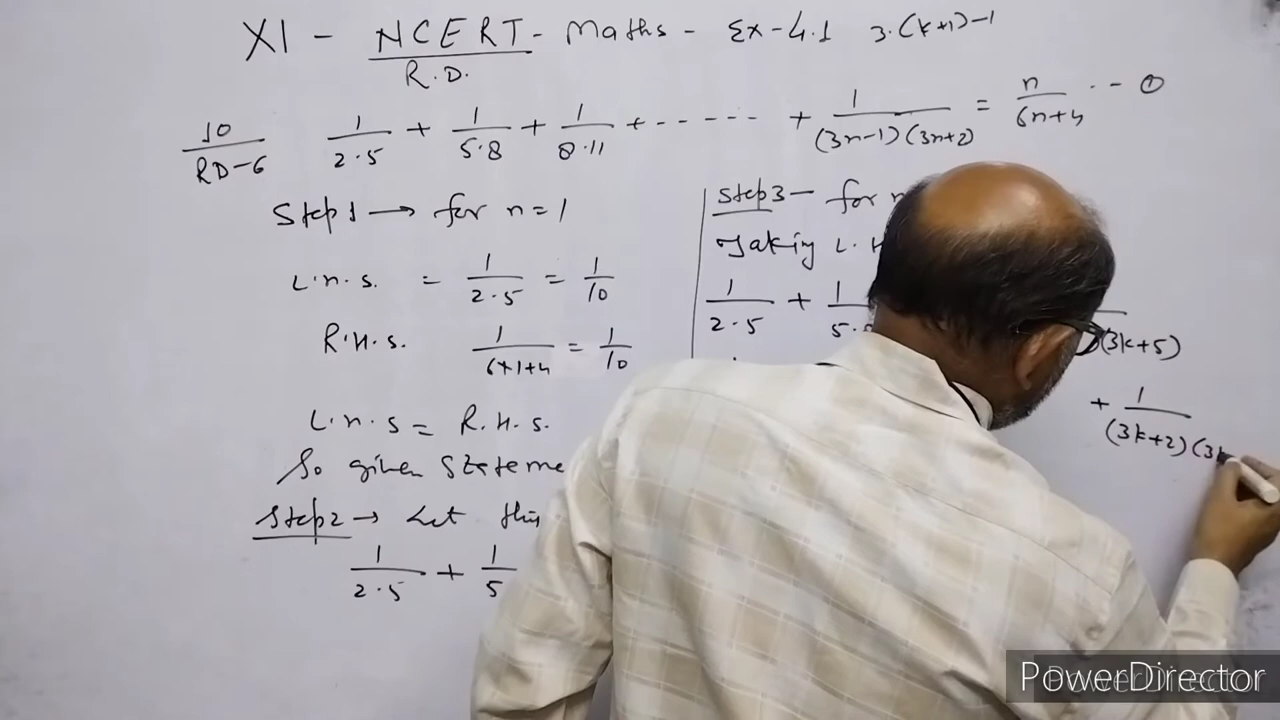 XI - NCERT - Maths - Ex - 4.1 3.(k+1)-1
R.D.
10/RD-6 1/2.5 + 1/5.8 + 1/8.11 + ------ + 1/(3n-1)(3n+2) = n/6n+4 --- ①
Step1 → for n=1
L.H.S. = 1/2.5 = 1/10
R.H.S. 1/6×1+4 = 1/10
L.H.S = R.H.S.
So given Stateme
Step2 → Let this
1/2.5 + 1/5
Step3 - for n
Taking L.H
1/2.5 + 1/5.8
(3k+5)
+ 1/(3k+2)(3k
PowerDirector